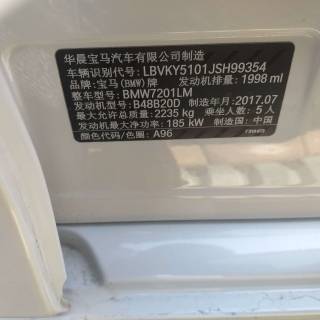 华晨宝马汽车有限公司制造
车辆识别代号: LBVKY5101JSH99354
品牌: 宝马(BMW)牌 发动机排量: 1998 ml
整车型号: BMW7201LM
发动机型号: B48B20D 制造年月: 2017.07
最大允许总质量: 2235 kg 乘坐人数: 5 人
发动机最大净功率: 185 kW 制造国: 中国
颜色代码/色圈: A96